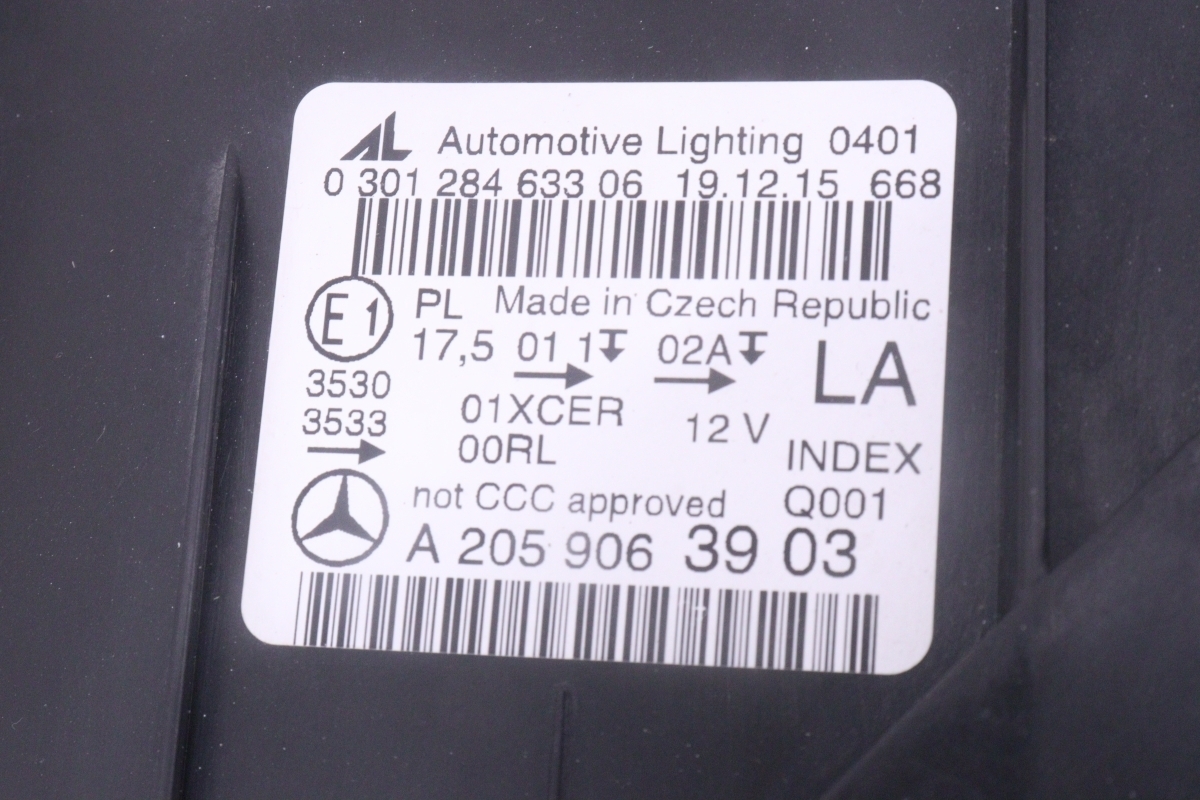 AL Automotive Lighting 0401
0 301 284 633 06 19.12.15 668
E1 PL Made in Czech Republic
17,5 01 1 02A LA
3530
3533 01XCER 12 V
00RL INDEX
not CCC approved Q001
A 205 906 39 03